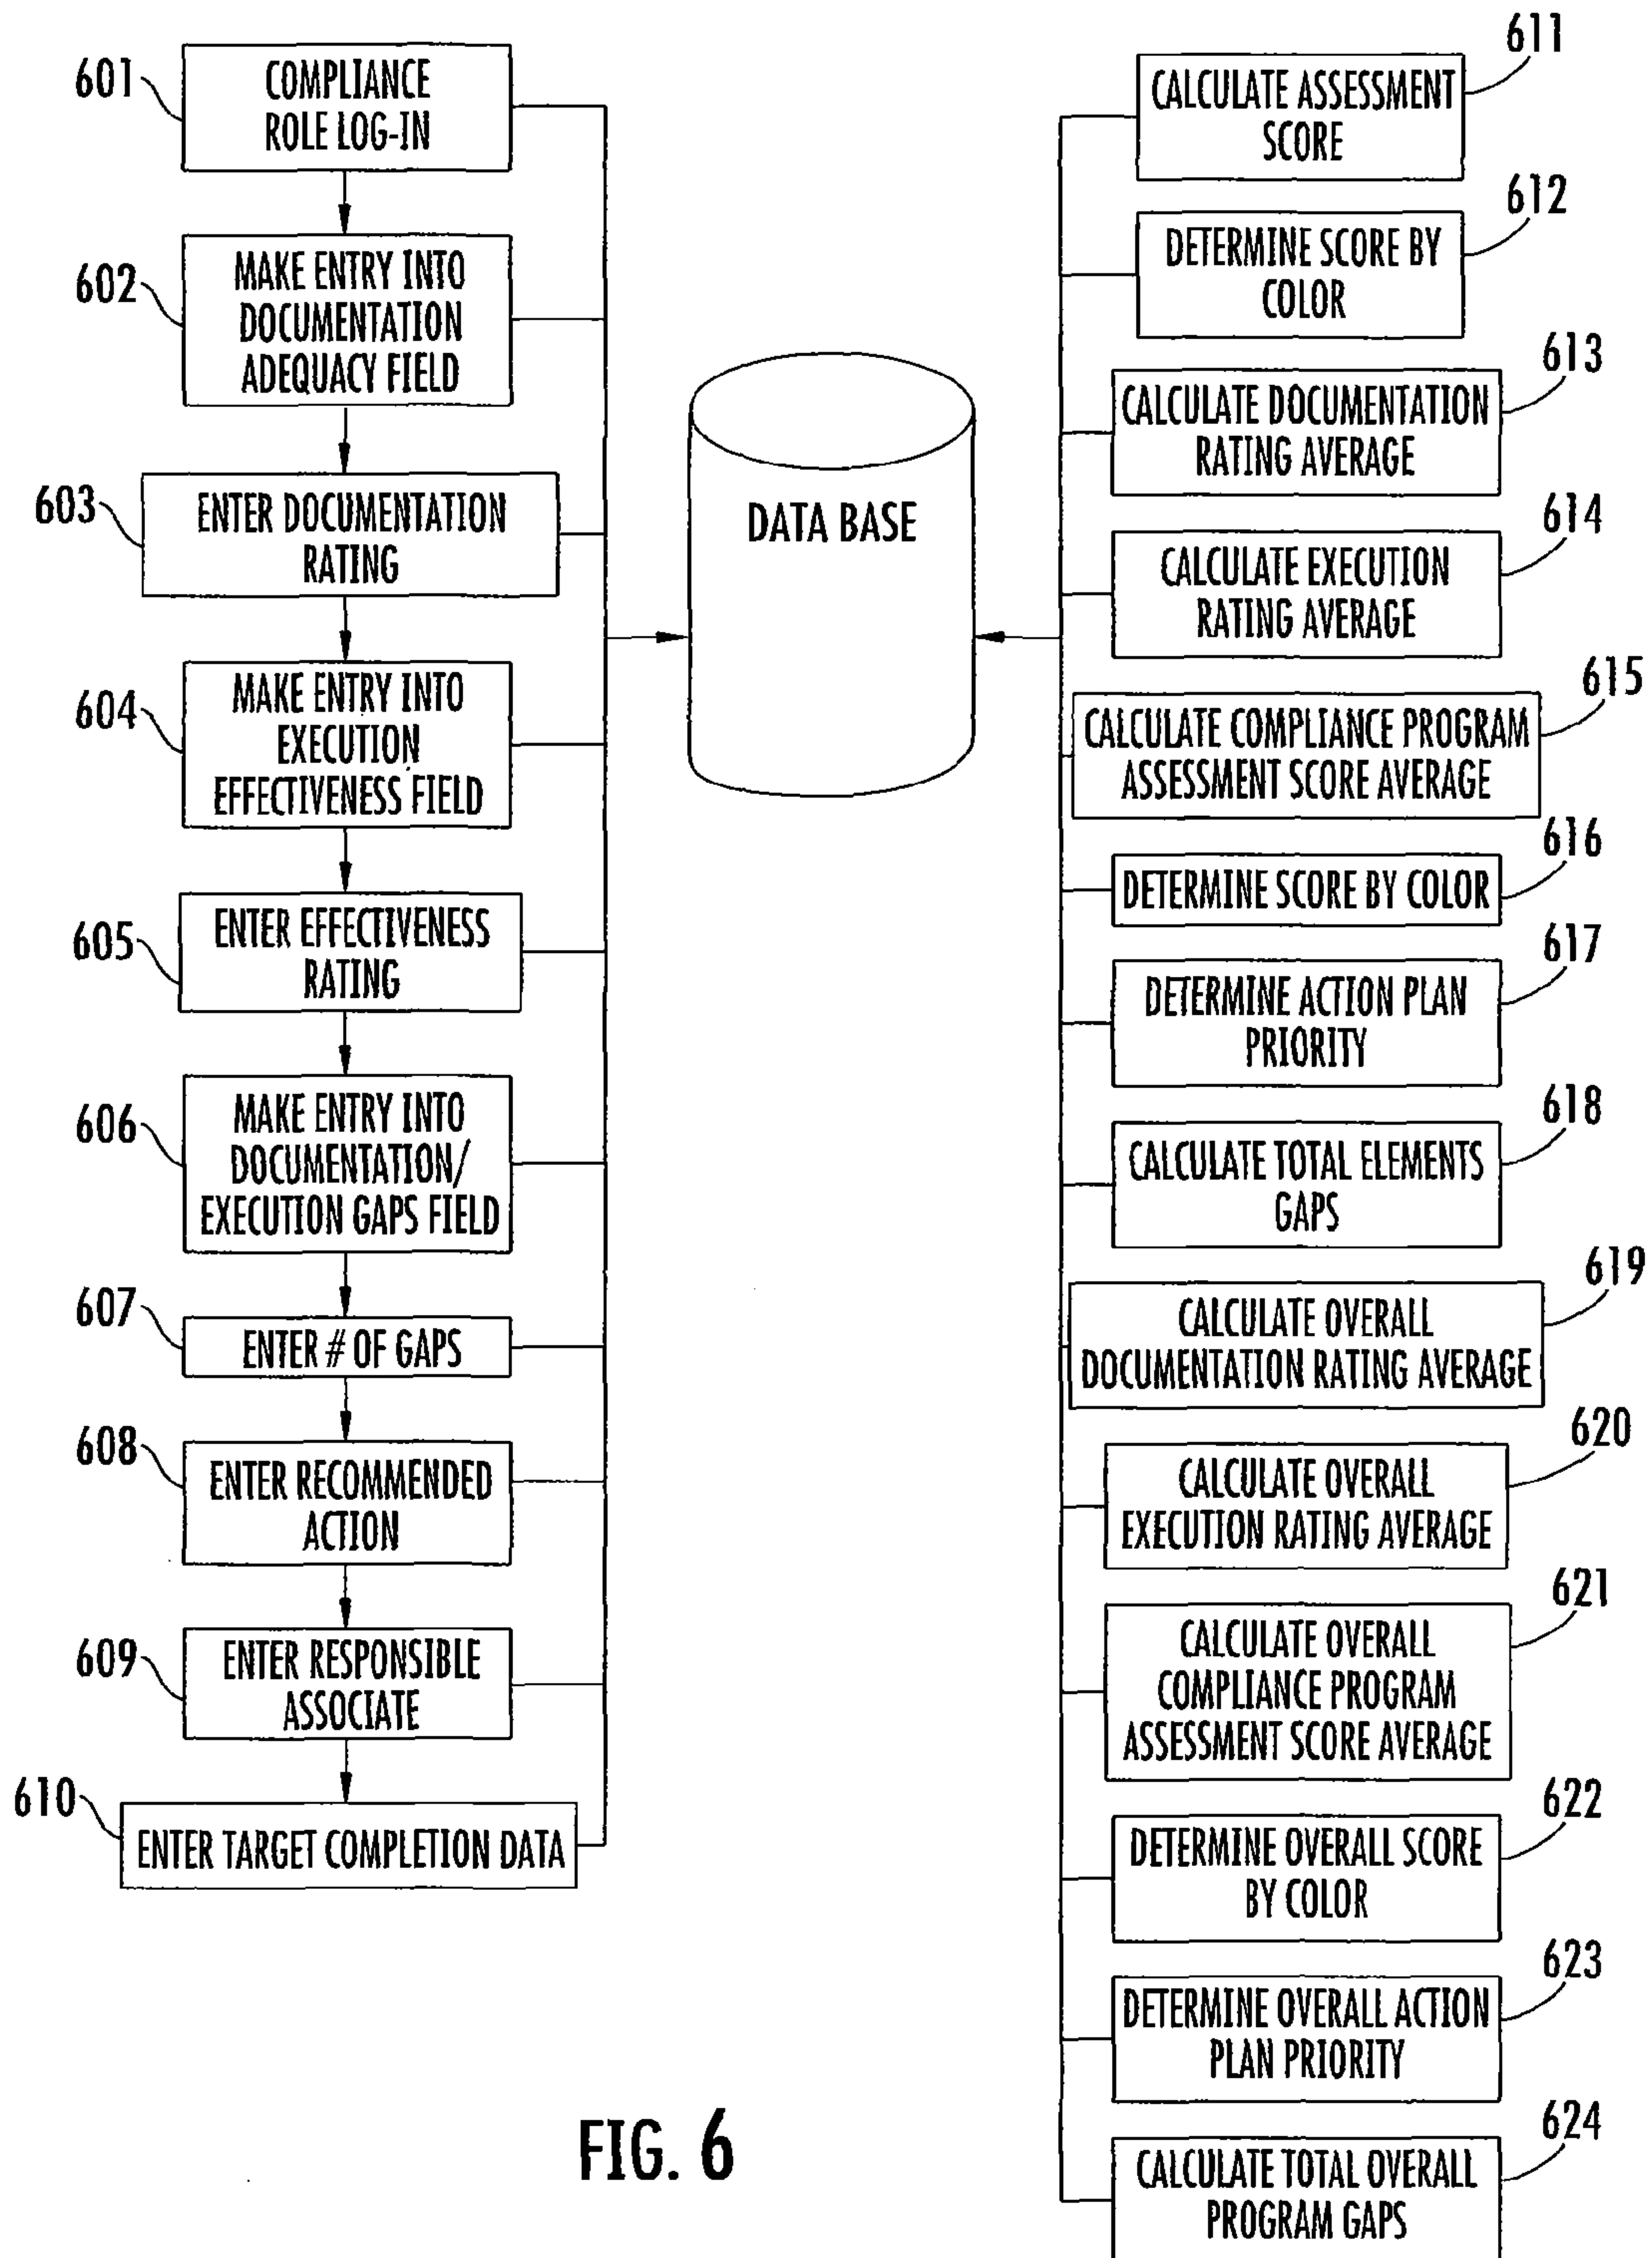 601
COMPLIANCE
ROLE LOG-IN
602
MAKE ENTRY INTO
DOCUMENTATION
ADEQUACY FIELD
603
ENTER DOCUMENTATION
RATING
604
MAKE ENTRY INTO
EXECUTION
EFFECTIVENESS FIELD
605
ENTER EFFECTIVENESS
RATING
606
MAKE ENTRY INTO
DOCUMENTATION/
EXECUTION GAPS FIELD
607
ENTER # OF GAPS
608
ENTER RECOMMENDED
ACTION
609
ENTER RESPONSIBLE
ASSOCIATE
610
ENTER TARGET COMPLETION DATA
DATA BASE
611
CALCULATE ASSESSMENT
SCORE
612
DETERMINE SCORE BY
COLOR
613
CALCULATE DOCUMENTATION
RATING AVERAGE
614
CALCULATE EXECUTION
RATING AVERAGE
615
CALCULATE COMPLIANCE PROGRAM
ASSESSMENT SCORE AVERAGE
616
DETERMINE SCORE BY COLOR
617
DETERMINE ACTION PLAN
PRIORITY
618
CALCULATE TOTAL ELEMENTS
GAPS
619
CALCULATE OVERALL
DOCUMENTATION RATING AVERAGE
620
CALCULATE OVERALL
EXECUTION RATING AVERAGE
621
CALCULATE OVERALL
COMPLIANCE PROGRAM
ASSESSMENT SCORE AVERAGE
622
DETERMINE OVERALL SCORE
BY COLOR
623
DETERMINE OVERALL ACTION
PLAN PRIORITY
624
CALCULATE TOTAL OVERALL
PROGRAM GAPS
FIG. 6